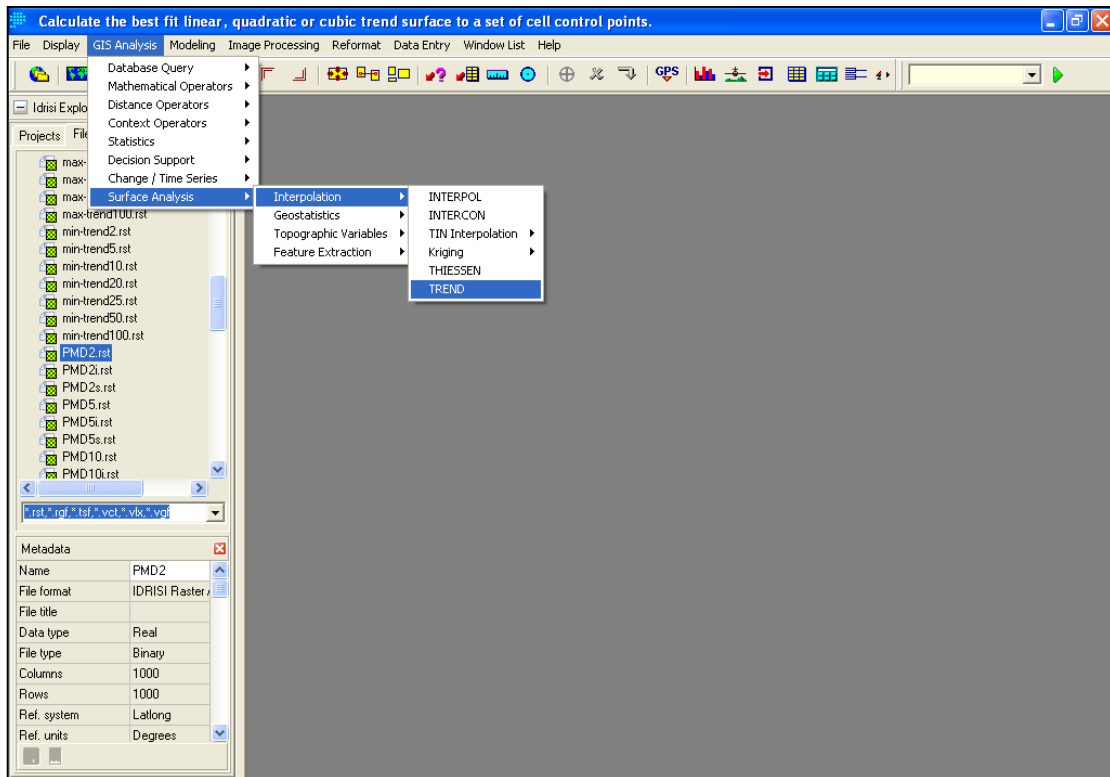 Calculate the best fit linear, quadratic or cubic trend surface to a set of cell control points.
File Display GIS Analysis Modeling Image Processing Reformat Data Entry Window List Help
GPS
Database Query
Mathematical Operators
Distance Operators
Context Operators
Statistics
Decision Support
Change / Time Series
Surface Analysis
Interpolation
Geostatistics
Topographic Variables
Feature Extraction
INTERPOL
INTERCON
TIN Interpolation
Kriging
THIESSEN
TREND
Idrisi Explo
Projects File
max-
max-
max-
max-trend100.rst
min-trend2.rst
min-trend5.rst
min-trend10.rst
min-trend20.rst
min-trend25.rst
min-trend50.rst
min-trend100.rst
PMD2.rst
PMD2i.rst
PMD2s.rst
PMD5.rst
PMD5i.rst
PMD5s.rst
PMD10.rst
PMD10i.rst
*.rst,*.rgf,*.tsf,*.vct,*.vlx,*.vgf
Metadata
Name PMD2
File format IDRISI Raster
File title
Data type Real
File type Binary
Columns 1000
Rows 1000
Ref. system Latlong
Ref. units Degrees